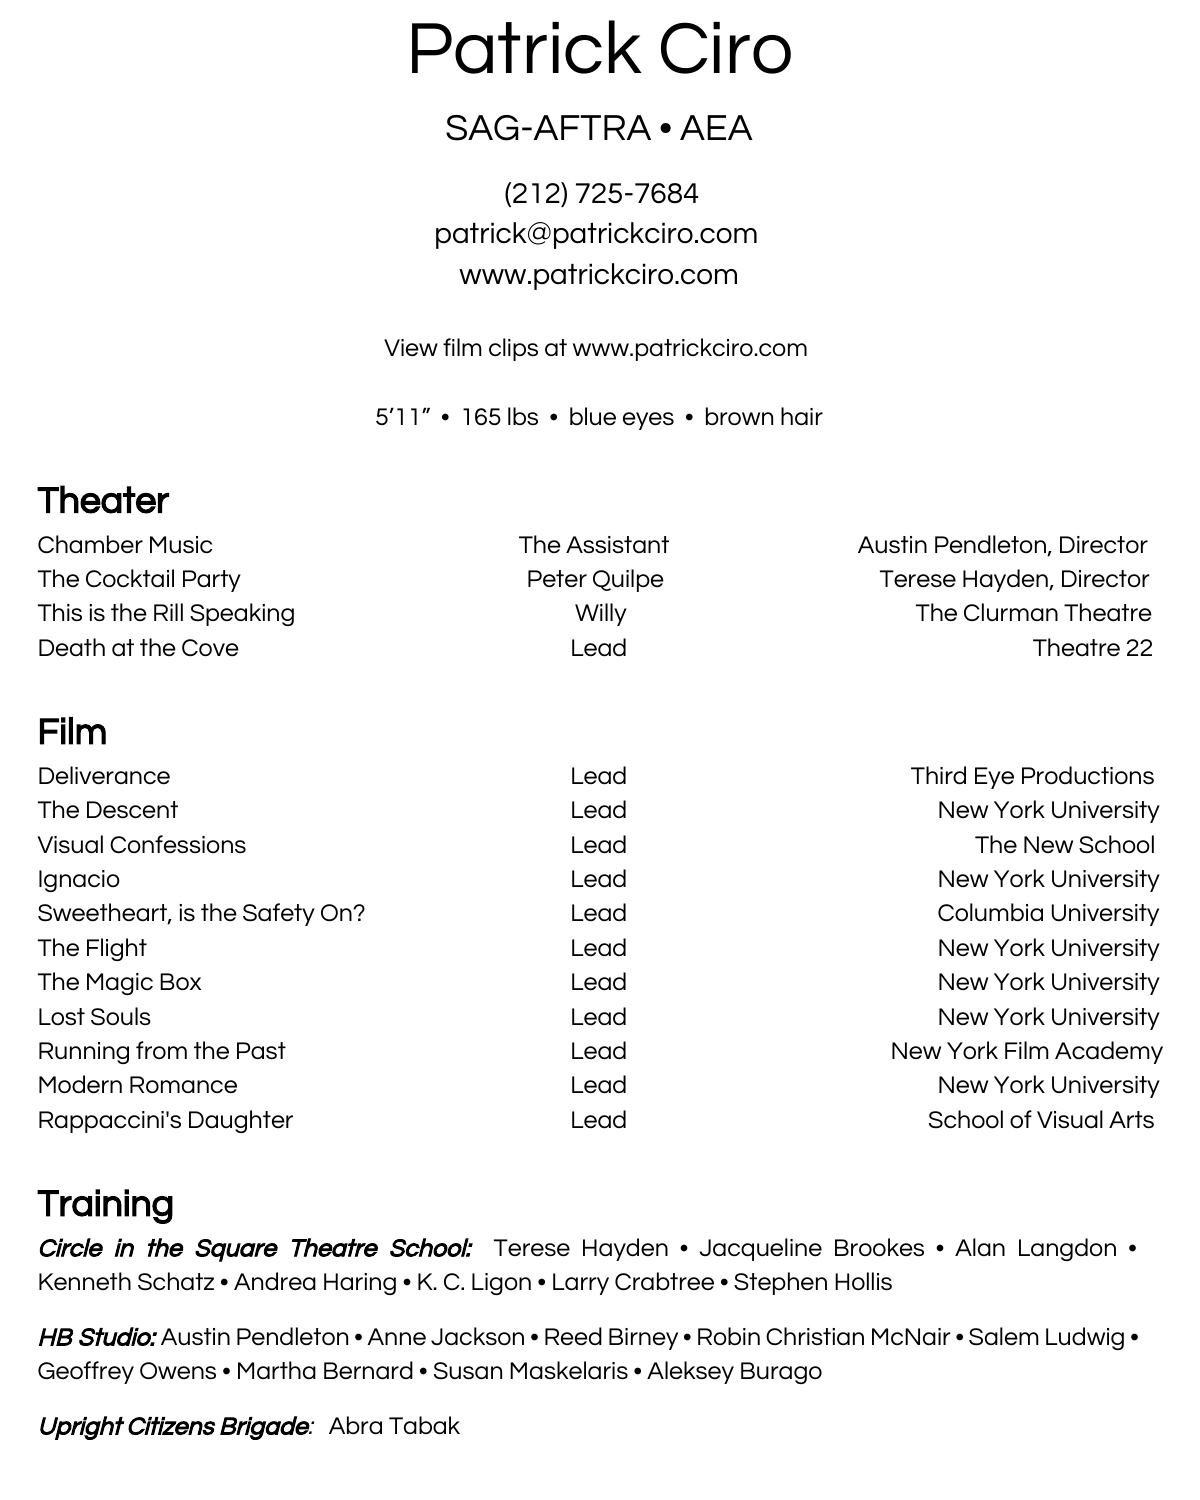 Patrick Ciro
SAG-AFTRA • AEA
(212) 725-7684
patrick@patrickciro.com
www.patrickciro.com
View film clips at www.patrickciro.com
5’11” • 165 lbs • blue eyes • brown hair
Theater
Chamber Music The Assistant Austin Pendleton, Director
The Cocktail Party Peter Quilpe Terese Hayden, Director
This is the Rill Speaking Willy The Clurman Theatre
Death at the Cove Lead Theatre 22
Film
Deliverance Lead Third Eye Productions
The Descent Lead New York University
Visual Confessions Lead The New School
Ignacio Lead New York University
Sweetheart, is the Safety On? Lead Columbia University
The Flight Lead New York University
The Magic Box Lead New York University
Lost Souls Lead New York University
Running from the Past Lead New York Film Academy
Modern Romance Lead New York University
Rappaccini's Daughter Lead School of Visual Arts
Training
Circle in the Square Theatre School: Terese Hayden • Jacqueline Brookes • Alan Langdon •
Kenneth Schatz • Andrea Haring • K. C. Ligon • Larry Crabtree • Stephen Hollis
HB Studio: Austin Pendleton • Anne Jackson • Reed Birney • Robin Christian McNair • Salem Ludwig •
Geoffrey Owens • Martha Bernard • Susan Maskelaris • Aleksey Burago
Upright Citizens Brigade: Abra Tabak